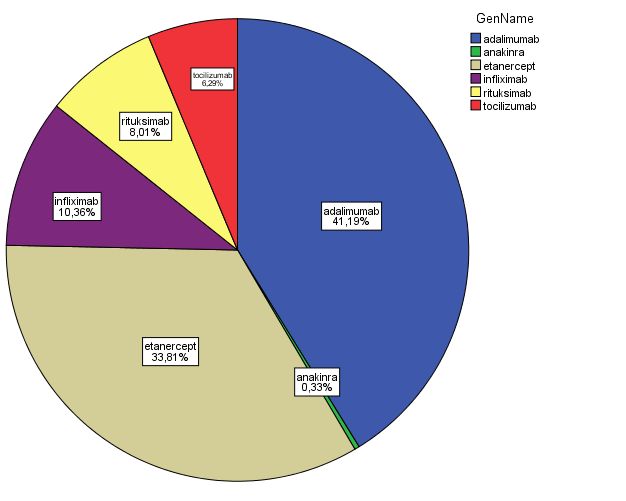 GenName
adalimumab
anakinra
etanercept
infliximab
rituksimab
tocilizumab
tocilizumab
6,29%
rituksimab
8,01%
infliximab
10,36%
adalimumab
41,19%
etanercept
33,81%
anakinra
0,33%